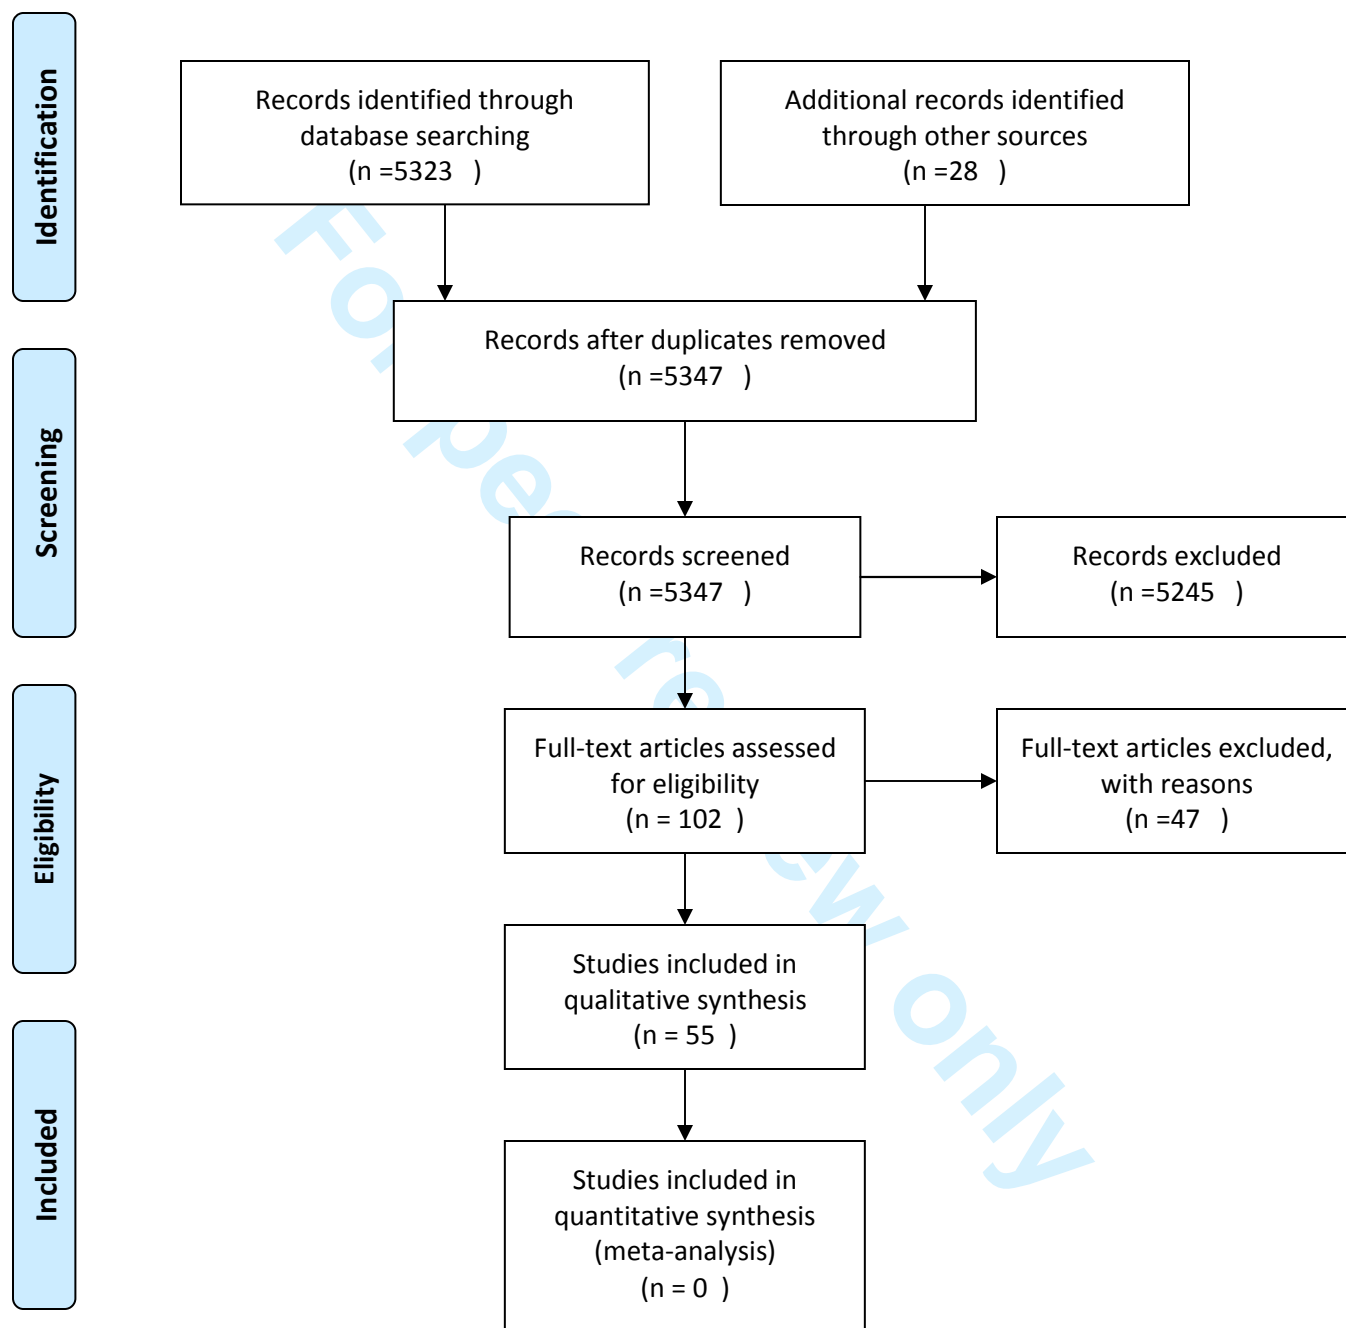 Identification
Records identified through
database searching
(n =5323   )
Additional records identified
through other sources
(n =28   )
Records after duplicates removed
(n =5347   )
Screening
Records screened
(n =5347   )
Records excluded
(n =5245   )
Eligibility
Full-text articles assessed
for eligibility
(n = 102  )
Full-text articles excluded,
with reasons
(n =47   )
Studies included in
qualitative synthesis
(n = 55  )
Included
Studies included in
quantitative synthesis
(meta-analysis)
(n = 0  )
For peer review only